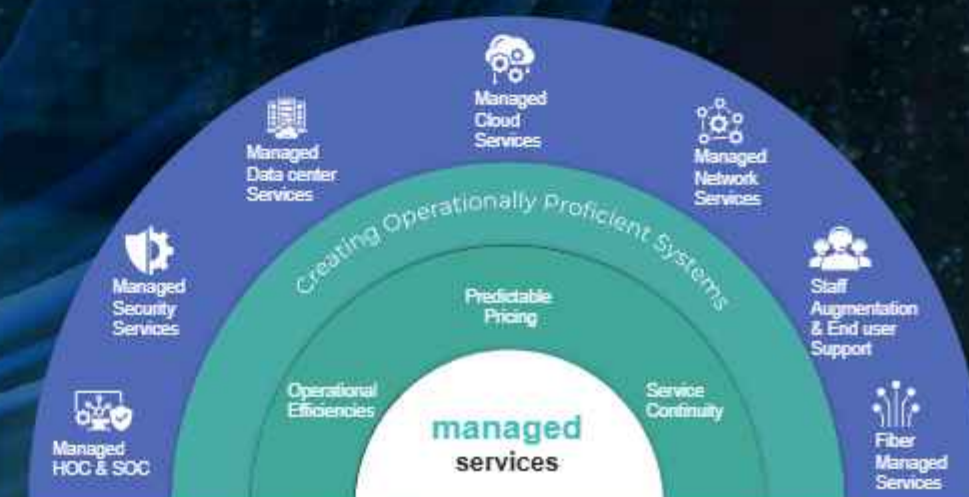 Managed
Cloud
Services
Managed
Data center
Services
Managed
Network
Services
Managed
Security
Services
Staff
Augmentation
& End user
Support
Managed
HOC & SOC
Fiber
Managed
Services
Creating Operationally Proficient Systems
Predictable
Pricing
Operational
Efficiencies
Service
Continuity
managed
services